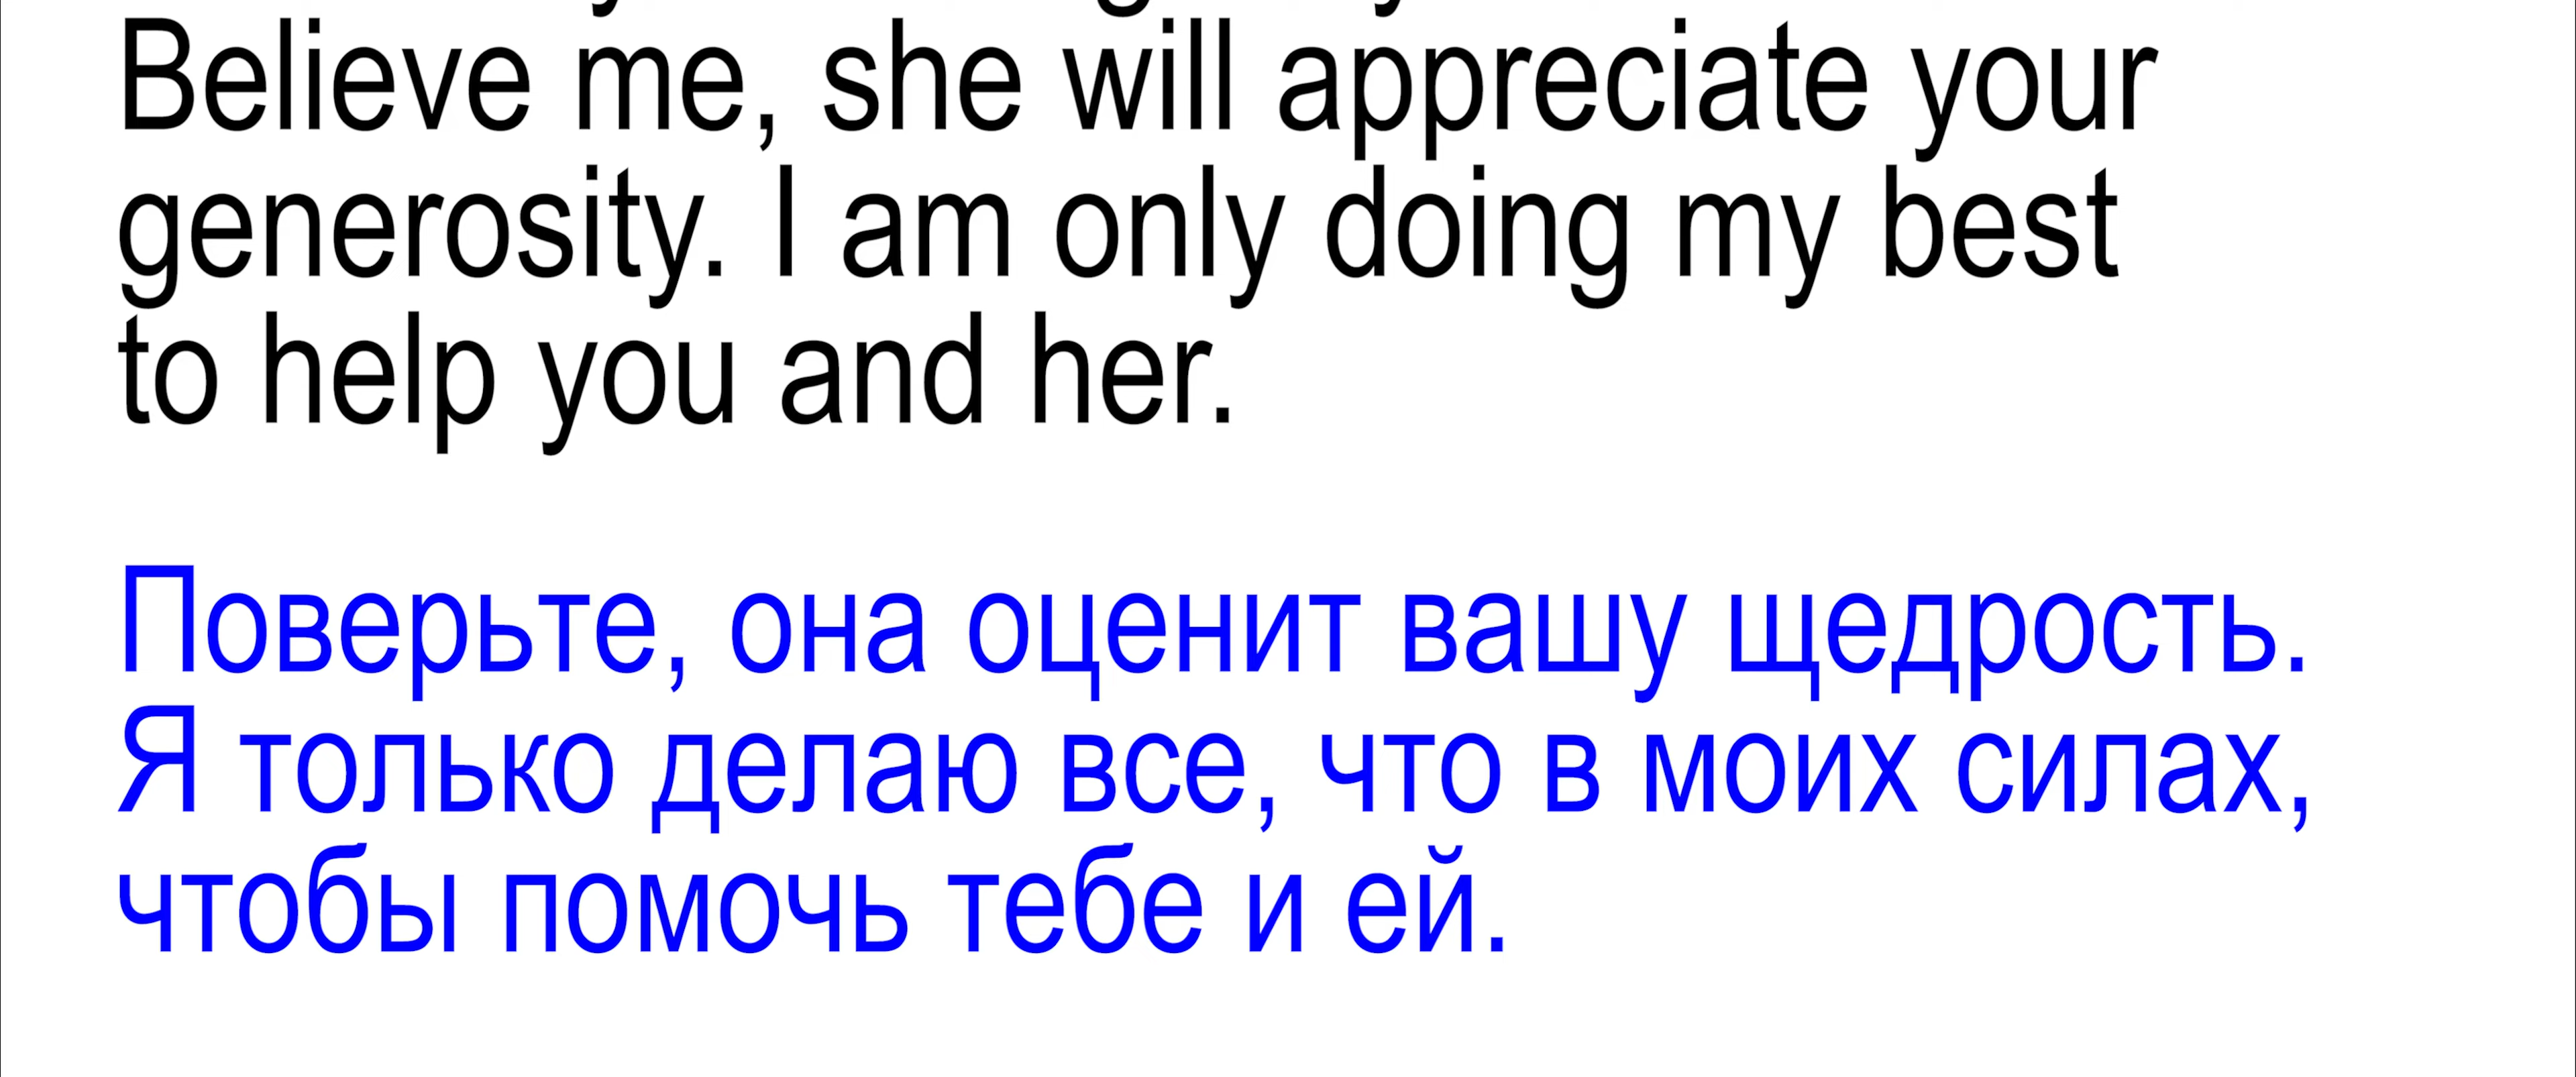 Believe me, she will appreciate your
generosity. I am only doing my best
to help you and her.
Поверьте, она оценит вашу щедрость.
Я только делаю все, что в моих силах,
чтобы помочь тебе и ей.